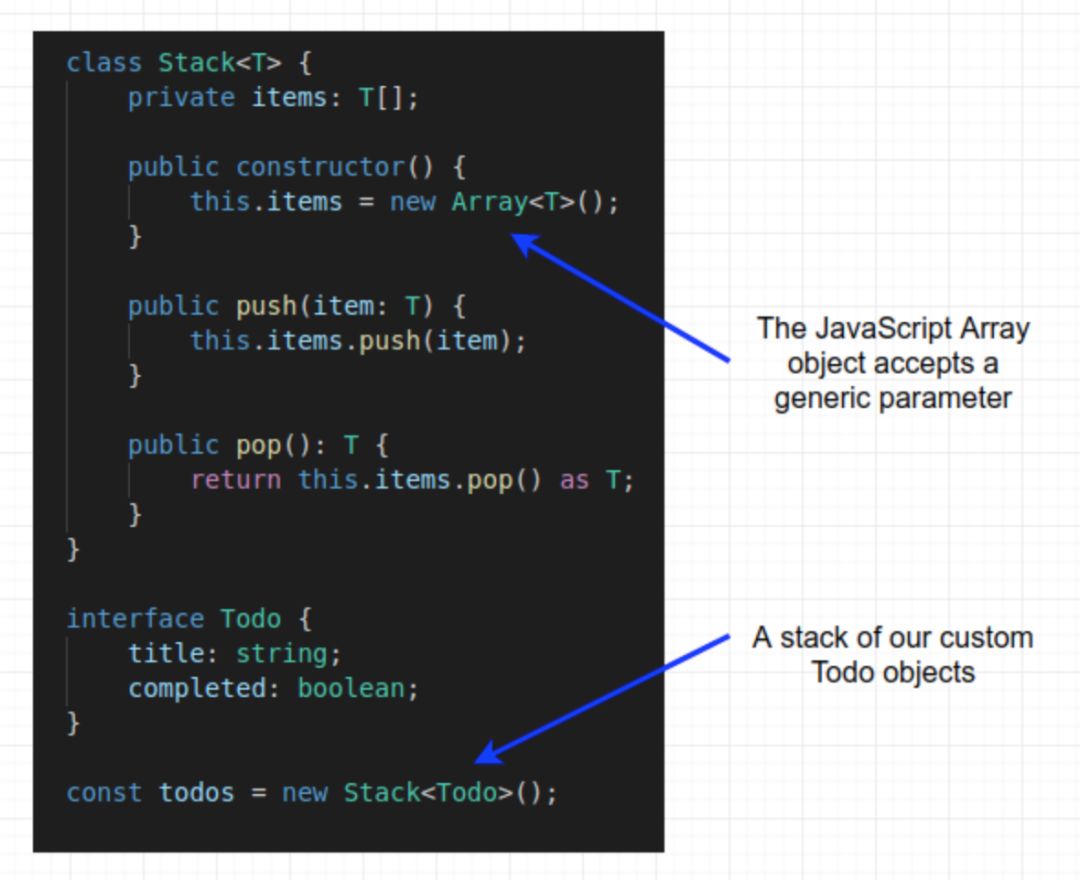 class Stack<T> {
    private items: T[];
    public constructor() {
        this.items = new Array<T>();
    }
    public push(item: T) {
        this.items.push(item);
    }
    public pop(): T {
        return this.items.pop() as T;
    }
}
interface Todo {
    title: string;
    completed: boolean;
}
const todos = new Stack<Todo>();
The JavaScript Array
object accepts a
generic parameter
A stack of our custom
Todo objects